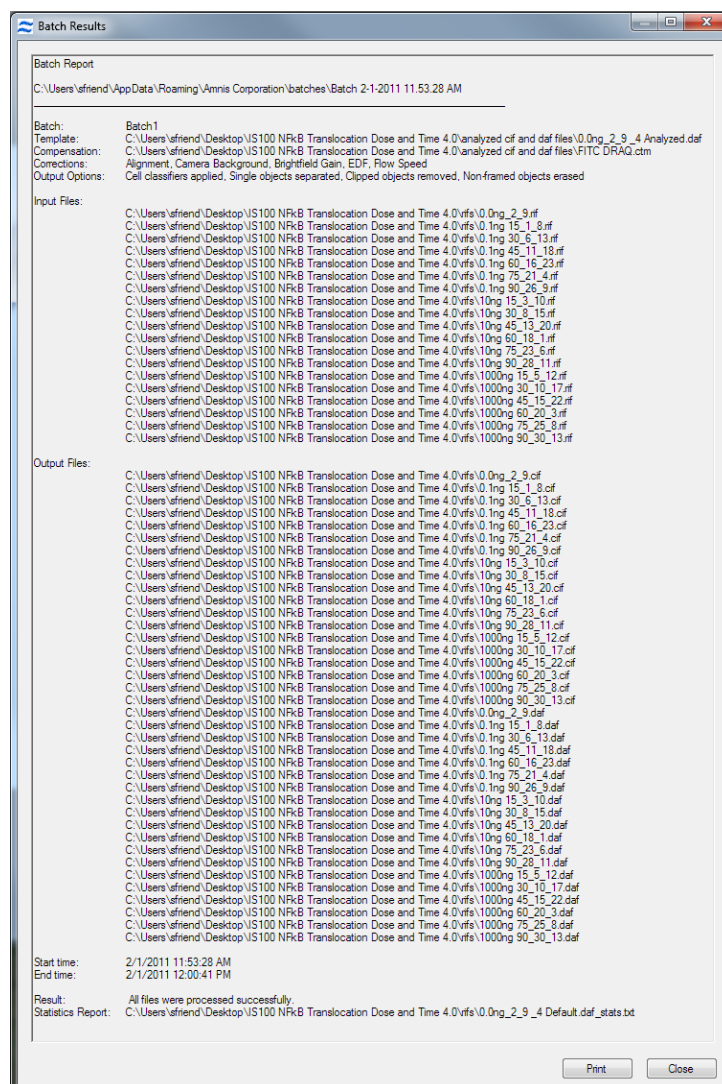 Batch Results
Batch Report
C:\Users\sfriend\AppData\Roaming\Amnis Corporation\batches\Batch 2-1-2011 11.53.28 AM
Batch: Batch1
Template: C:\Users\sfriend\Desktop\IS100 NFkB Translocation Dose and Time 4.0\analyzed cif and daf files\0.0ng_2_9 _4 Analyzed.daf
Compensation: C:\Users\sfriend\Desktop\IS100 NFkB Translocation Dose and Time 4.0\analyzed cif and daf files\FITC DRAQ.ctm
Corrections: Alignment, Camera Background, Brightfield Gain, EDF, Flow Speed
Output Options: Cell classifiers applied, Single objects separated, Clipped objects removed, Non-framed objects erased
Input Files:
C:\Users\sfriend\Desktop\IS100 NFkB Translocation Dose and Time 4.0\rifs\0.0ng_2_9.rif
C:\Users\sfriend\Desktop\IS100 NFkB Translocation Dose and Time 4.0\rifs\0.1ng 15_1_8.rif
C:\Users\sfriend\Desktop\IS100 NFkB Translocation Dose and Time 4.0\rifs\0.1ng 30_6_13.rif
C:\Users\sfriend\Desktop\IS100 NFkB Translocation Dose and Time 4.0\rifs\0.1ng 45_11_18.rif
C:\Users\sfriend\Desktop\IS100 NFkB Translocation Dose and Time 4.0\rifs\0.1ng 60_16_23.rif
C:\Users\sfriend\Desktop\IS100 NFkB Translocation Dose and Time 4.0\rifs\0.1ng 75_21_4.rif
C:\Users\sfriend\Desktop\IS100 NFkB Translocation Dose and Time 4.0\rifs\0.1ng 90_26_9.rif
C:\Users\sfriend\Desktop\IS100 NFkB Translocation Dose and Time 4.0\rifs\10ng 15_3_10.rif
C:\Users\sfriend\Desktop\IS100 NFkB Translocation Dose and Time 4.0\rifs\10ng 30_8_15.rif
C:\Users\sfriend\Desktop\IS100 NFkB Translocation Dose and Time 4.0\rifs\10ng 45_13_20.rif
C:\Users\sfriend\Desktop\IS100 NFkB Translocation Dose and Time 4.0\rifs\10ng 60_18_1.rif
C:\Users\sfriend\Desktop\IS100 NFkB Translocation Dose and Time 4.0\rifs\10ng 75_23_6.rif
C:\Users\sfriend\Desktop\IS100 NFkB Translocation Dose and Time 4.0\rifs\10ng 90_28_11.rif
C:\Users\sfriend\Desktop\IS100 NFkB Translocation Dose and Time 4.0\rifs\1000ng 15_5_12.rif
C:\Users\sfriend\Desktop\IS100 NFkB Translocation Dose and Time 4.0\rifs\1000ng 30_10_17.rif
C:\Users\sfriend\Desktop\IS100 NFkB Translocation Dose and Time 4.0\rifs\1000ng 45_15_22.rif
C:\Users\sfriend\Desktop\IS100 NFkB Translocation Dose and Time 4.0\rifs\1000ng 60_20_3.rif
C:\Users\sfriend\Desktop\IS100 NFkB Translocation Dose and Time 4.0\rifs\1000ng 75_25_8.rif
C:\Users\sfriend\Desktop\IS100 NFkB Translocation Dose and Time 4.0\rifs\1000ng 90_30_13.rif
Output Files:
C:\Users\sfriend\Desktop\IS100 NFkB Translocation Dose and Time 4.0\rifs\0.0ng_2_9.cif
C:\Users\sfriend\Desktop\IS100 NFkB Translocation Dose and Time 4.0\rifs\0.1ng 15_1_8.cif
C:\Users\sfriend\Desktop\IS100 NFkB Translocation Dose and Time 4.0\rifs\0.1ng 30_6_13.cif
C:\Users\sfriend\Desktop\IS100 NFkB Translocation Dose and Time 4.0\rifs\0.1ng 45_11_18.cif
C:\Users\sfriend\Desktop\IS100 NFkB Translocation Dose and Time 4.0\rifs\0.1ng 60_16_23.cif
C:\Users\sfriend\Desktop\IS100 NFkB Translocation Dose and Time 4.0\rifs\0.1ng 75_21_4.cif
C:\Users\sfriend\Desktop\IS100 NFkB Translocation Dose and Time 4.0\rifs\0.1ng 90_26_9.cif
C:\Users\sfriend\Desktop\IS100 NFkB Translocation Dose and Time 4.0\rifs\10ng 15_3_10.cif
C:\Users\sfriend\Desktop\IS100 NFkB Translocation Dose and Time 4.0\rifs\10ng 30_8_15.cif
C:\Users\sfriend\Desktop\IS100 NFkB Translocation Dose and Time 4.0\rifs\10ng 45_13_20.cif
C:\Users\sfriend\Desktop\IS100 NFkB Translocation Dose and Time 4.0\rifs\10ng 60_18_1.cif
C:\Users\sfriend\Desktop\IS100 NFkB Translocation Dose and Time 4.0\rifs\10ng 75_23_6.cif
C:\Users\sfriend\Desktop\IS100 NFkB Translocation Dose and Time 4.0\rifs\10ng 90_28_11.cif
C:\Users\sfriend\Desktop\IS100 NFkB Translocation Dose and Time 4.0\rifs\1000ng 15_5_12.cif
C:\Users\sfriend\Desktop\IS100 NFkB Translocation Dose and Time 4.0\rifs\1000ng 30_10_17.cif
C:\Users\sfriend\Desktop\IS100 NFkB Translocation Dose and Time 4.0\rifs\1000ng 45_15_22.cif
C:\Users\sfriend\Desktop\IS100 NFkB Translocation Dose and Time 4.0\rifs\1000ng 60_20_3.cif
C:\Users\sfriend\Desktop\IS100 NFkB Translocation Dose and Time 4.0\rifs\1000ng 75_25_8.cif
C:\Users\sfriend\Desktop\IS100 NFkB Translocation Dose and Time 4.0\rifs\1000ng 90_30_13.cif
C:\Users\sfriend\Desktop\IS100 NFkB Translocation Dose and Time 4.0\rifs\0.0ng_2_9.daf
C:\Users\sfriend\Desktop\IS100 NFkB Translocation Dose and Time 4.0\rifs\0.1ng 15_1_8.daf
C:\Users\sfriend\Desktop\IS100 NFkB Translocation Dose and Time 4.0\rifs\0.1ng 30_6_13.daf
C:\Users\sfriend\Desktop\IS100 NFkB Translocation Dose and Time 4.0\rifs\0.1ng 45_11_18.daf
C:\Users\sfriend\Desktop\IS100 NFkB Translocation Dose and Time 4.0\rifs\0.1ng 60_16_23.daf
C:\Users\sfriend\Desktop\IS100 NFkB Translocation Dose and Time 4.0\rifs\0.1ng 75_21_4.daf
C:\Users\sfriend\Desktop\IS100 NFkB Translocation Dose and Time 4.0\rifs\0.1ng 90_26_9.daf
C:\Users\sfriend\Desktop\IS100 NFkB Translocation Dose and Time 4.0\rifs\10ng 15_3_10.daf
C:\Users\sfriend\Desktop\IS100 NFkB Translocation Dose and Time 4.0\rifs\10ng 30_8_15.daf
C:\Users\sfriend\Desktop\IS100 NFkB Translocation Dose and Time 4.0\rifs\10ng 45_13_20.daf
C:\Users\sfriend\Desktop\IS100 NFkB Translocation Dose and Time 4.0\rifs\10ng 60_18_1.daf
C:\Users\sfriend\Desktop\IS100 NFkB Translocation Dose and Time 4.0\rifs\10ng 75_23_6.daf
C:\Users\sfriend\Desktop\IS100 NFkB Translocation Dose and Time 4.0\rifs\10ng 90_28_11.daf
C:\Users\sfriend\Desktop\IS100 NFkB Translocation Dose and Time 4.0\rifs\1000ng 15_5_12.daf
C:\Users\sfriend\Desktop\IS100 NFkB Translocation Dose and Time 4.0\rifs\1000ng 30_10_17.daf
C:\Users\sfriend\Desktop\IS100 NFkB Translocation Dose and Time 4.0\rifs\1000ng 45_15_22.daf
C:\Users\sfriend\Desktop\IS100 NFkB Translocation Dose and Time 4.0\rifs\1000ng 60_20_3.daf
C:\Users\sfriend\Desktop\IS100 NFkB Translocation Dose and Time 4.0\rifs\1000ng 75_25_8.daf
C:\Users\sfriend\Desktop\IS100 NFkB Translocation Dose and Time 4.0\rifs\1000ng 90_30_13.daf
Start time: 2/1/2011 11:53:28 AM
End time: 2/1/2011 12:00:41 PM
Result: All files were processed successfully.
Statistics Report: C:\Users\sfriend\Desktop\IS100 NFkB Translocation Dose and Time 4.0\rifs\0.0ng_2_9 _4 Default.daf_stats.txt
Print Close